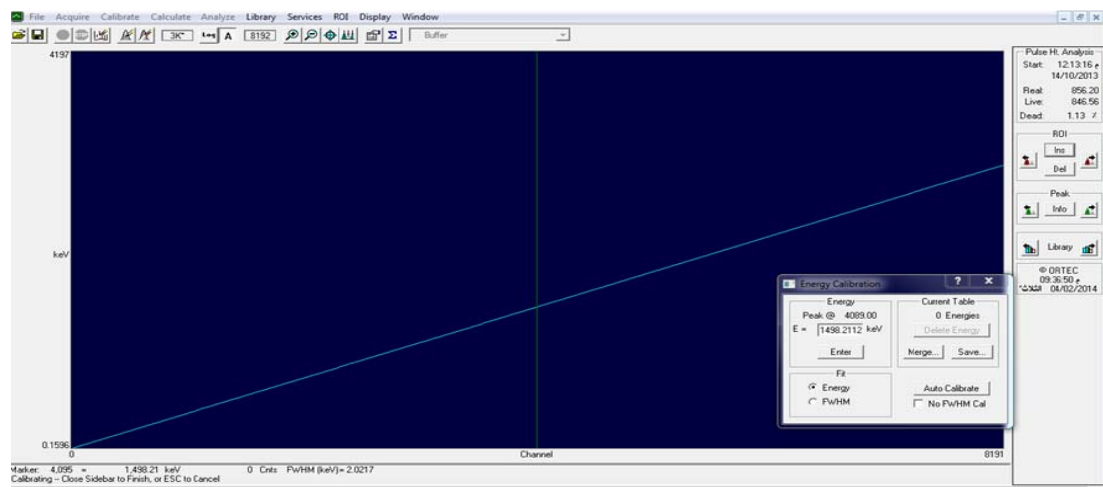 File Acquire Calibrate Calculate Analyze Library Services ROI Display Window
Log A 8192 Buffer
4197
keV
0.1596
0
Channel
8191
Pulse Ht. Analysis
Start: 12:13:16 م
14/10/2013
Real: 856.20
Live: 846.56
Dead: 1.13 %
ROI
Ins
Del
Peak
Info
Library
© ORTEC
09:36:50 م
الثلاثاء 04/02/2014
Energy Calibration ? X
Energy
Peak @ 4089.00
E = 1498.2112 keV
Enter
Fit
Energy
FWHM
Current Table
0 Energies
Delete Energy
Merge... Save...
Auto Calibrate
No FWHM Cal
Marker: 4,095 = 1,498.21 keV 0 Cnts FWHM (keV)= 2.0217
Calibrating -- Close Sidebar to Finish, or ESC to Cancel